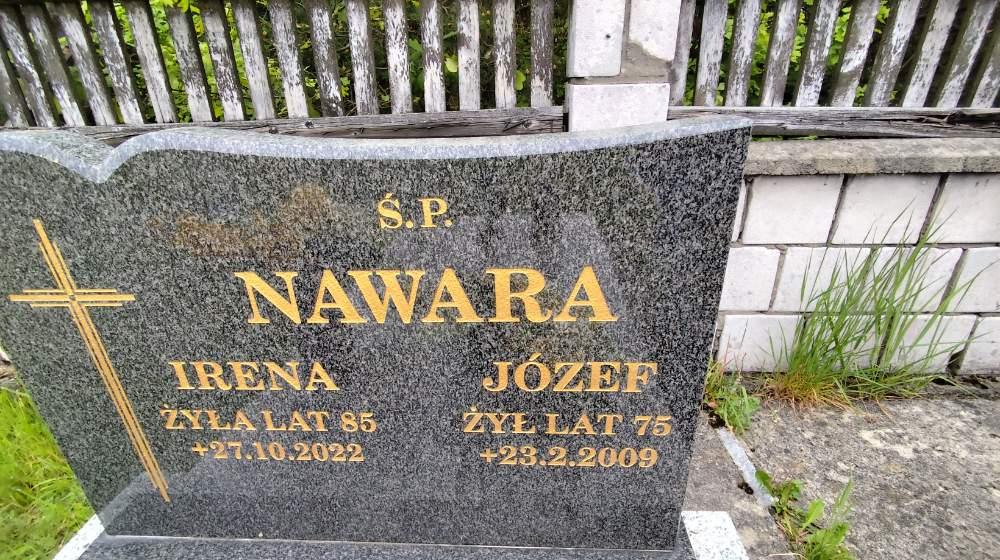 Ś.P.
NAWARA
IRENA
ŻYŁA LAT 85
+27.10.2022
JÓZEF
ŻYŁ LAT 75
+23.2.2009